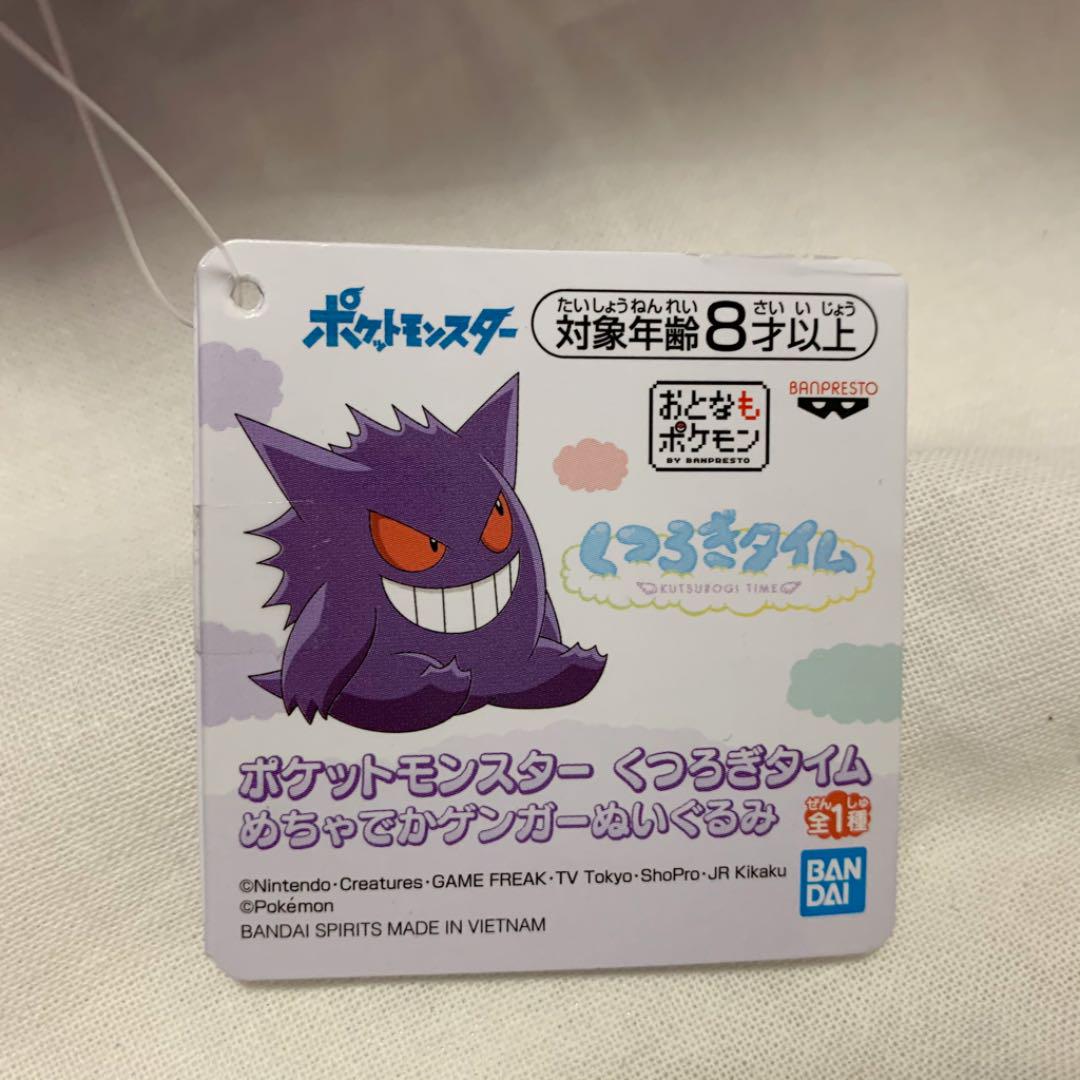 ポケットモンスター
たいしょうねんれい さいいじょう
対象年齢8才以上
おとなも
ポケモン
BY BANPRESTO
BANPRESTO
くつろぎタイム
KUTSUROGI TIME
ポケットモンスター くつろぎタイム
めちゃでかゲンガーぬいぐるみ
ぜん しゅ
全1種
BAN
DAI
©Nintendo・Creatures・GAME FREAK・TV Tokyo・ShoPro・JR Kikaku
©Pokémon
BANDAI SPIRITS MADE IN VIETNAM